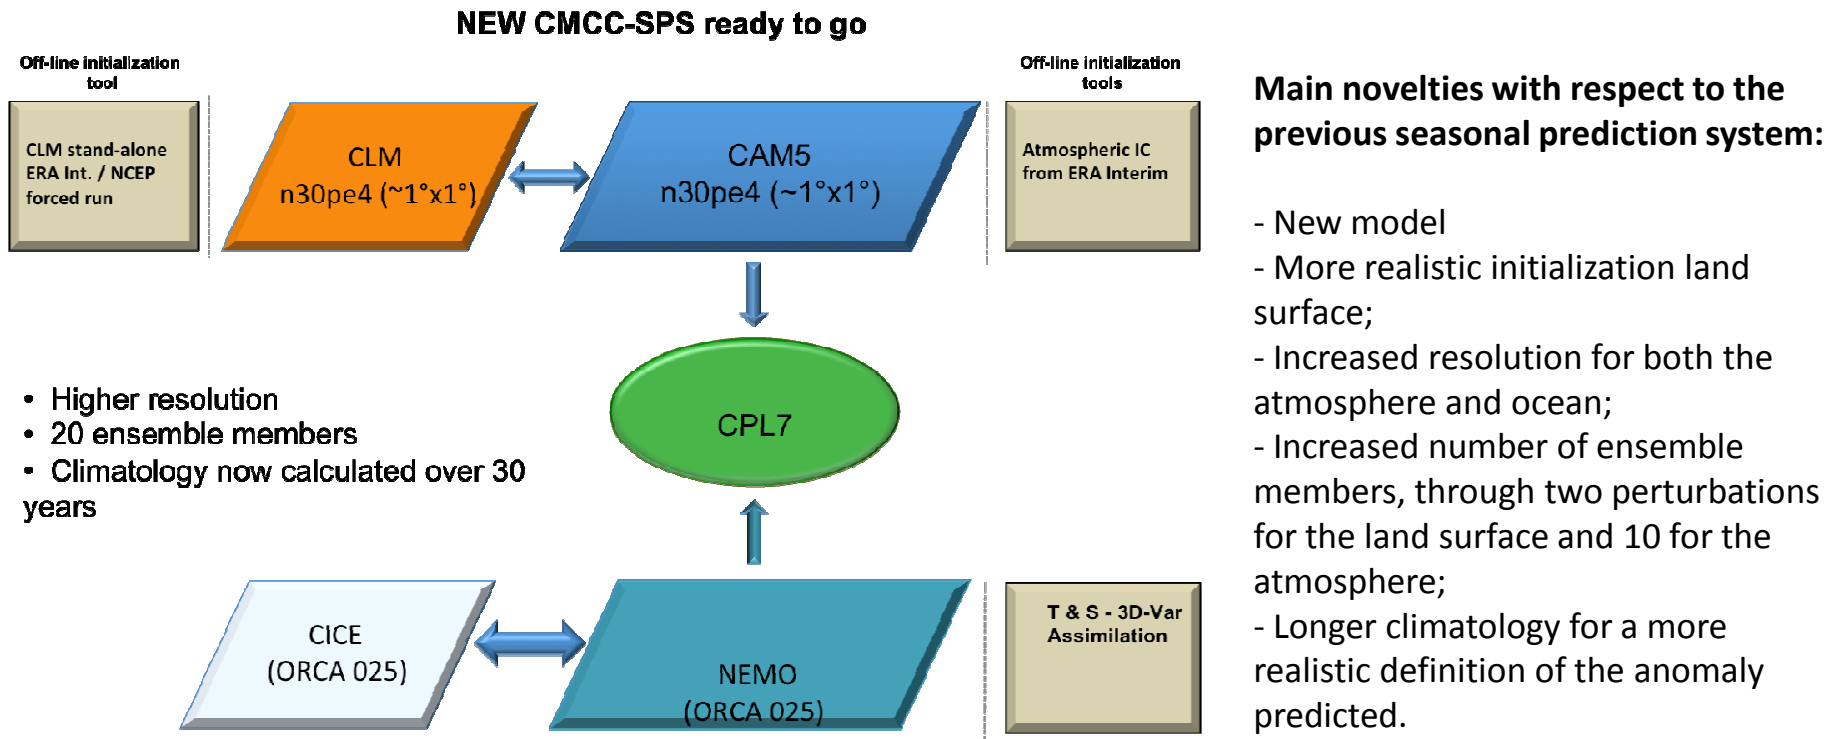 NEW CMCC-SPS ready to go
Off-line initialization
tool
CLM stand-alone
ERA Int. / NCEP
forced run
CLM
n30pe4 (~1°x1°)
CAM5
n30pe4 (~1°x1°)
Off-line initialization
tools
Atmospheric IC
from ERA Interim
CPL7
• Higher resolution
• 20 ensemble members
• Climatology now calculated over 30
years
CICE
(ORCA 025)
NEMO
(ORCA 025)
T & S - 3D-Var
Assimilation
Main novelties with respect to the
previous seasonal prediction system:
- New model
- More realistic initialization land
surface;
- Increased resolution for both the
atmosphere and ocean;
- Increased number of ensemble
members, through two perturbations
for the land surface and 10 for the
atmosphere;
- Longer climatology for a more
realistic definition of the anomaly
predicted.